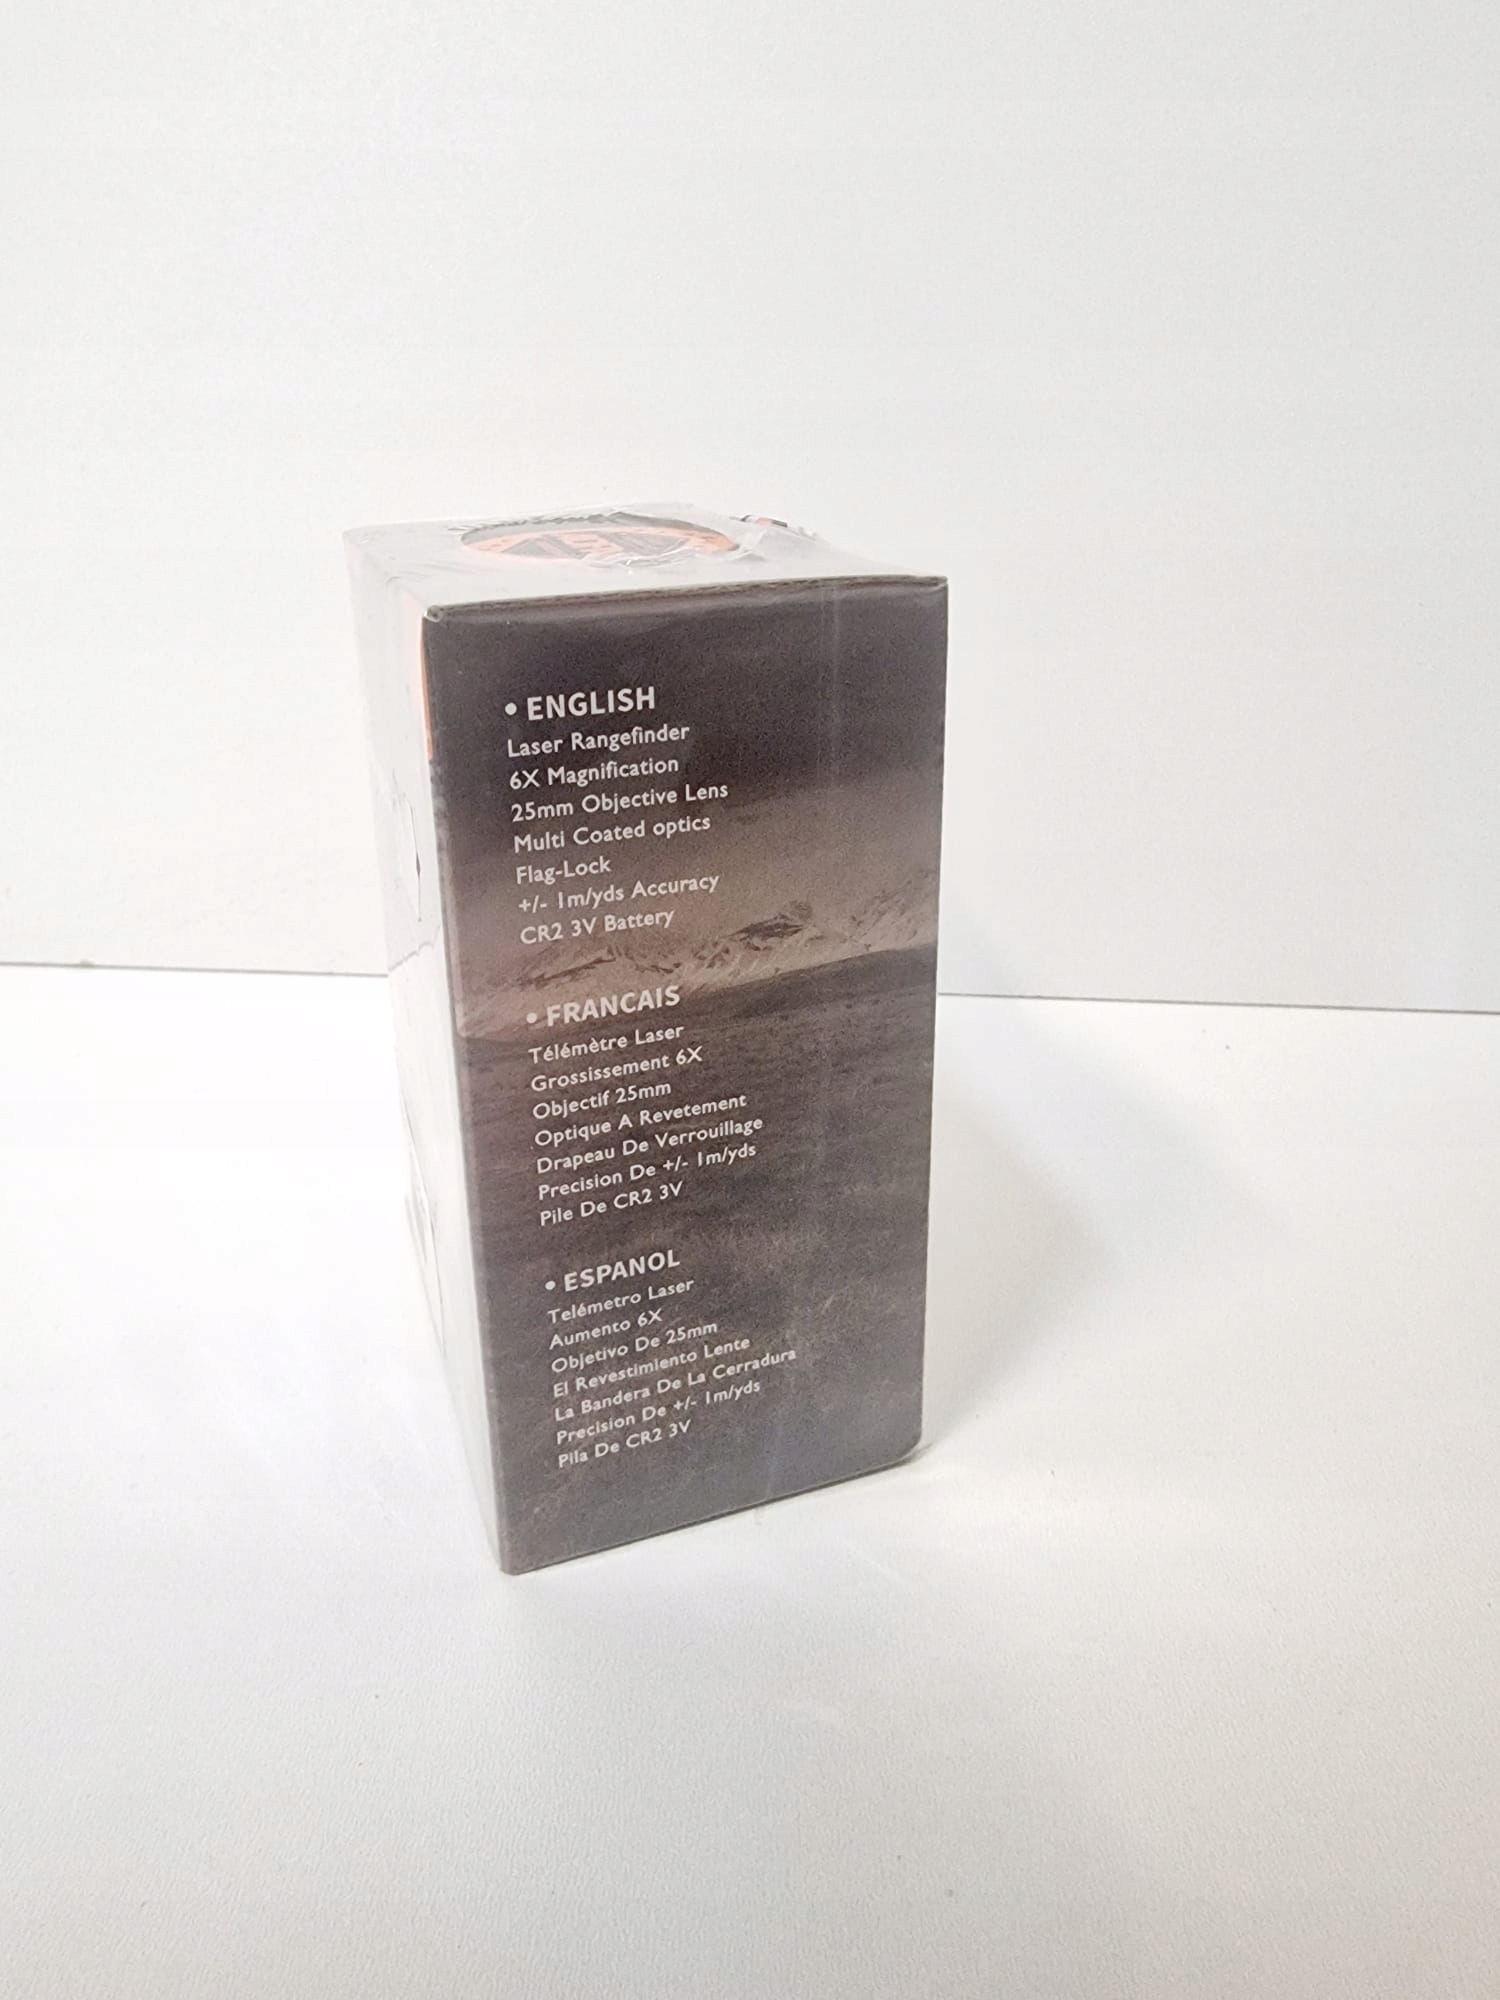 • ENGLISH
Laser Rangefinder
6X Magnification
25mm Objective Lens
Multi Coated optics
Flag-Lock
+/- 1m/yds Accuracy
CR2 3V Battery
• FRANCAIS
Télémètre Laser
Grossissement 6X
Objectif 25mm
Optique A Revetement
Drapeau De Verrouillage
Precision De +/- 1m/yds
Pile De CR2 3V
• ESPANOL
Telémetro Laser
Aumento 6X
Objetivo De 25mm
El Revestimiento Lente
La Bandera De La Cerradura
Precision De +/- 1m/yds
Pila De CR2 3V